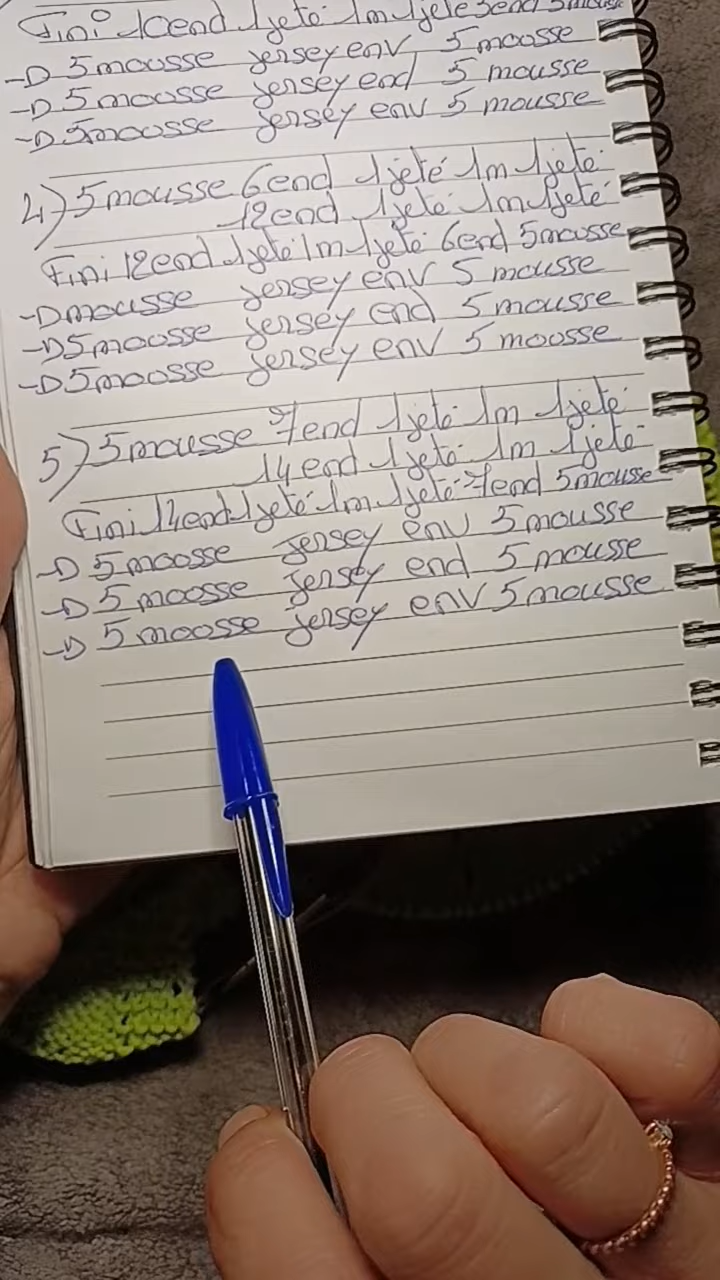 Fini 10end 1jeté 1m 1jeté 5end 5mousse
→ 5mousse jersey env 5mousse
→ 5mousse jersey end 5mousse
→ 5mousse jersey env 5mousse
4) 5mousse 6end 1jeté 1m 1jeté
12end 1jeté 1m 1jeté
Fini 12end 1jeté 1m 1jeté 6end 5mousse
→ mousse jersey env 5mousse
→ 5mousse jersey end 5mousse
→ 5mousse jersey env 5mousse
5) 5mousse 7end 1jeté 1m 1jeté
14end 1jeté 1m 1jeté
Fini 14end 1jeté 1m 1jeté 7end 5mousse
→ 5mousse jersey env 5mousse
→ 5mousse jersey end 5mousse
→ 5mousse jersey env 5mousse